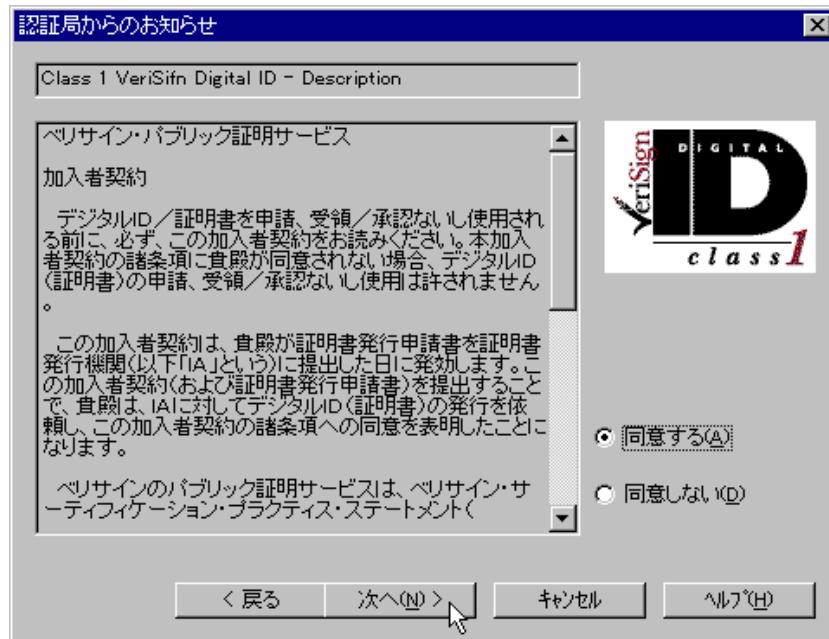 認証局からのお知らせ
Class 1 VeriSifn Digital ID - Description
ベリサイン・パブリック証明サービス
加入者契約
デジタルID／証明書を申請、受領／承認ないし使用され
る前に、必ず、この加入者契約をお読みください。本加入
者契約の諸条項に貴殿が同意されない場合、デジタルID
（証明書）の申請、受領／承認ないし使用は許されません
。
この加入者契約は、貴殿が証明書発行申請書を証明書
発行機関（以下「IA」という）に提出した日に発効します。こ
の加入者契約（および証明書発行申請書）を提出すること
で、貴殿は、IAに対してデジタルID（証明書）の発行を依
頼し、この加入者契約の諸条項への同意を表明したことに
なります。
ベリサインのパブリック証明サービスは、ベリサイン・サ
ーティフィケーション・プラクティス・ステートメント（
VeriSign
DIGITAL
ID
class 1
同意する(A)
同意しない(D)
< 戻る
次へ(N) >
キャンセル
ヘルプ(H)